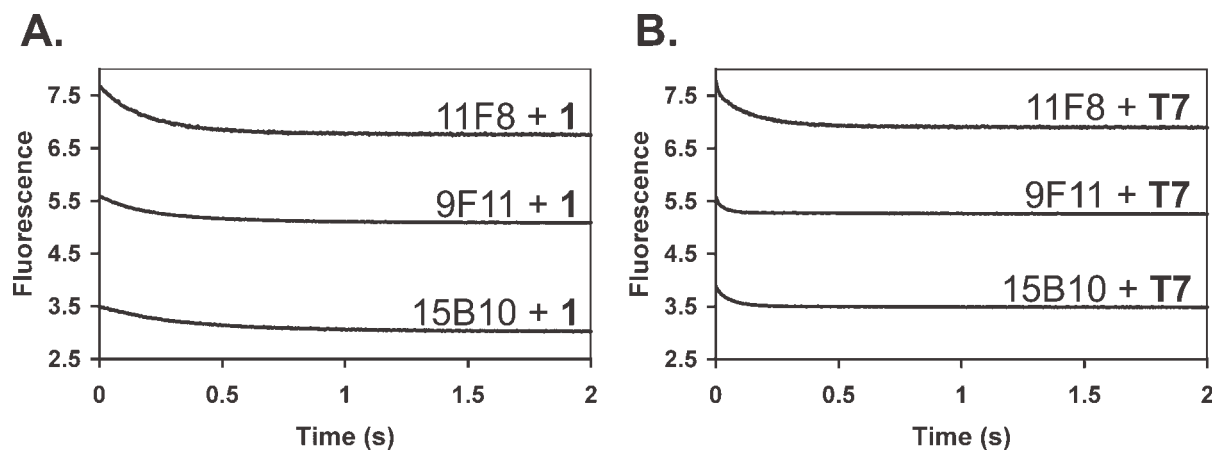 A.
Fluorescence
7.5
6.5
5.5
4.5
3.5
2.5
11F8 + 1
9F11 + 1
15B10 + 1
0 0.5 1 1.5 2
Time (s)
B.
Fluorescence
7.5
6.5
5.5
4.5
3.5
2.5
11F8 + T7
9F11 + T7
15B10 + T7
0 0.5 1 1.5 2
Time (s)